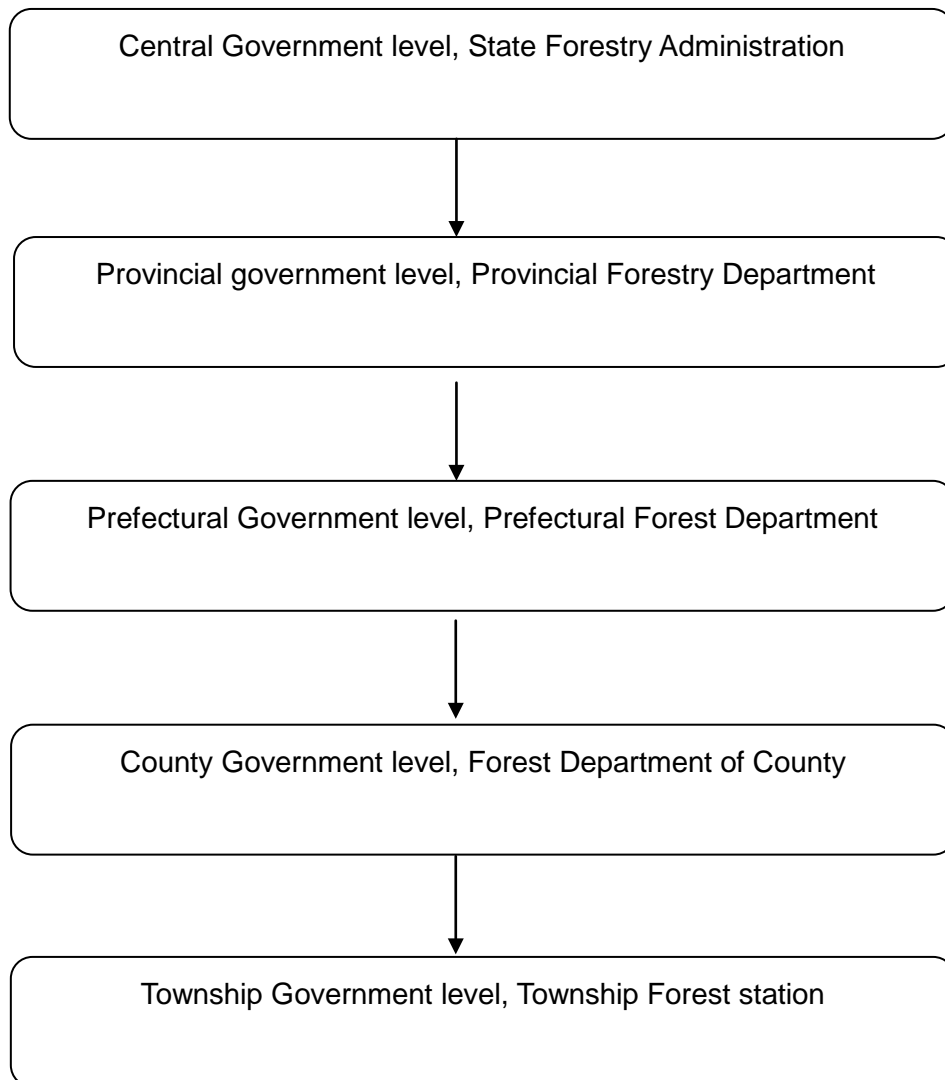 Central Government level, State Forestry Administration
Provincial government level, Provincial Forestry Department
Prefectural Government level, Prefectural Forest Department
County Government level, Forest Department of County
Township Government level, Township Forest station